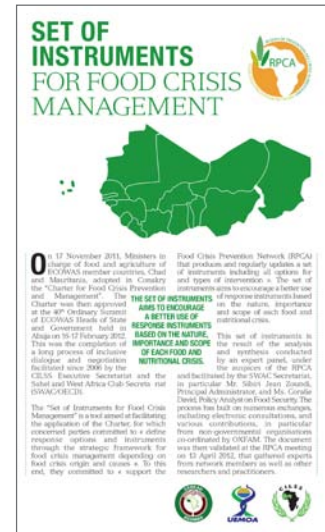 SET OF
INSTRUMENTS
FOR FOOD CRISIS
MANAGEMENT
RPCA
On 17 November 2011, Ministers in
charge of food and agriculture of
ECOWAS member countries, Chad
and Mauritania, adopted in Conakry
the "Charter for Food Crisis Prevention
and Management". The
Charter was then approved
at the 40th Ordinary Summit
of ECOWAS Heads of State
and Government held in
Abuja on 16-17 February 2012.
This was the completion of
a long process of inclusive
dialogue and negotiation
facilitated since 2008 by the
CILSS Executive Secretariat and the
Sahel and West Africa Club Secreta riat
(SWAC/OECD).
The "Set of Instruments for Food Crisis
Management" is a tool aimed at facilitating
the application of the Charter, for which
concerned parties committed to « define
response options and instruments
through the strategic framework for
food crisis management depending on
food crisis origin and causes ». To this
end, they committed to « support the
THE SET OF INSTRUMENTS
AIMS TO ENCOURAGE
A BETTER USE OF
RESPONSE INSTRUMENTS
BASED ON THE NATURE,
IMPORTANCE AND SCOPE
OF EACH FOOD AND
NUTRITIONAL CRISIS.
Food Crisis Prevention Network (RPCA)
that produces and regularly updates a set
of instruments including all options for
and types of intervention ». The set of
instruments aims to encourage a better use
of response instruments based
on the nature, importance
and scope of each food and
nutritional crisis.
This set of instruments is
the result of the analysis
and synthesis conducted
by an expert panel, under
the auspices of the RPCA
and facilitated by the SWAC Secretariat,
in particular Mr. Sibiri Jean Zoundi,
Principal Administrator, and Ms. Coralie
David, Policy Analyst on Food Security. The
process has built on numerous exchanges,
including electronic consultations, and
various contributions, in particular
from non-governmental organisations
co-ordinated by OXFAM. The document
was then validated at the RPCA meeting
on 12 April 2012, that gathered experts
from network members as well as other
researchers and practitioners.
UEMOA
CILSS